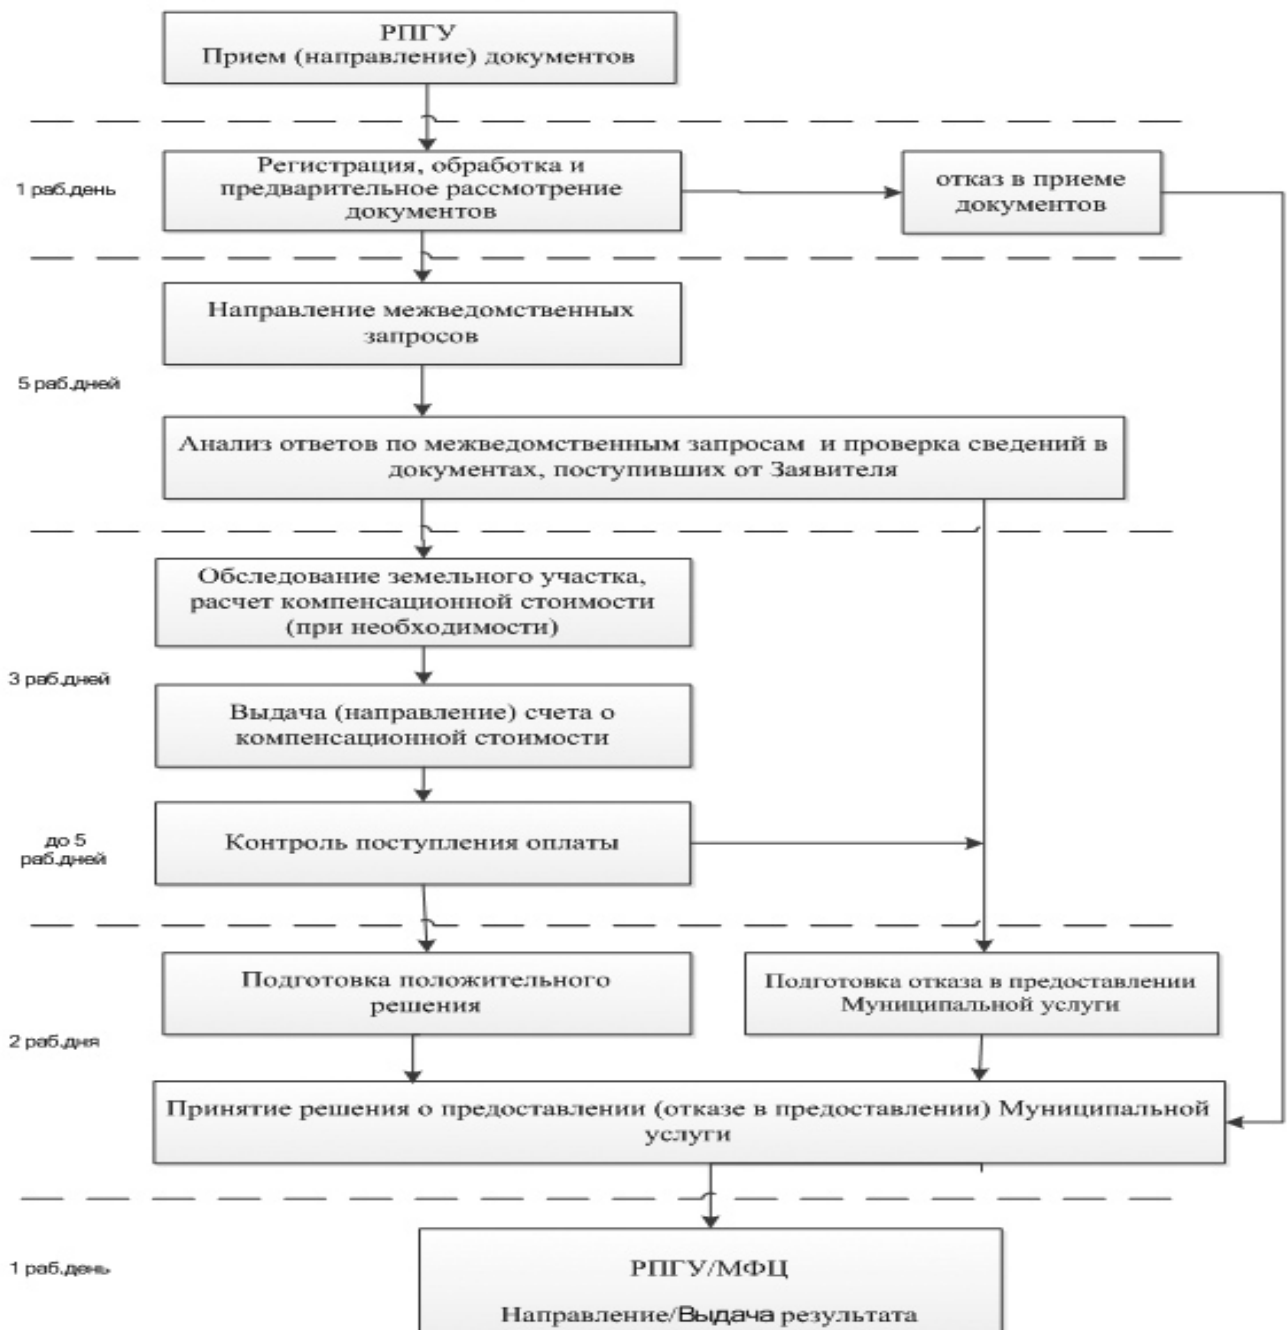 РПГУ
Прием (направление) документов
1 раб.день
Регистрация, обработка и
предварительное рассмотрение
документов
отказ в приеме
документов
Направление межведомственных
запросов
5 раб.дней
Анализ ответов по межведомственным запросам и проверка сведений в
документах, поступивших от Заявителя
Обследование земельного участка,
расчет компенсационной стоимости
(при необходимости)
3 раб.дней
Выдача (направление) счета о
компенсационной стоимости
до 5
раб.дней
Контроль поступления оплаты
Подготовка положительного
решения
Подготовка отказа в предоставлении
Муниципальной услуги
2 раб.дня
Принятие решения о предоставлении (отказе в предоставлении) Муниципальной
услуги
1 раб.день
РПГУ/МФЦ
Направление/Выдача результата